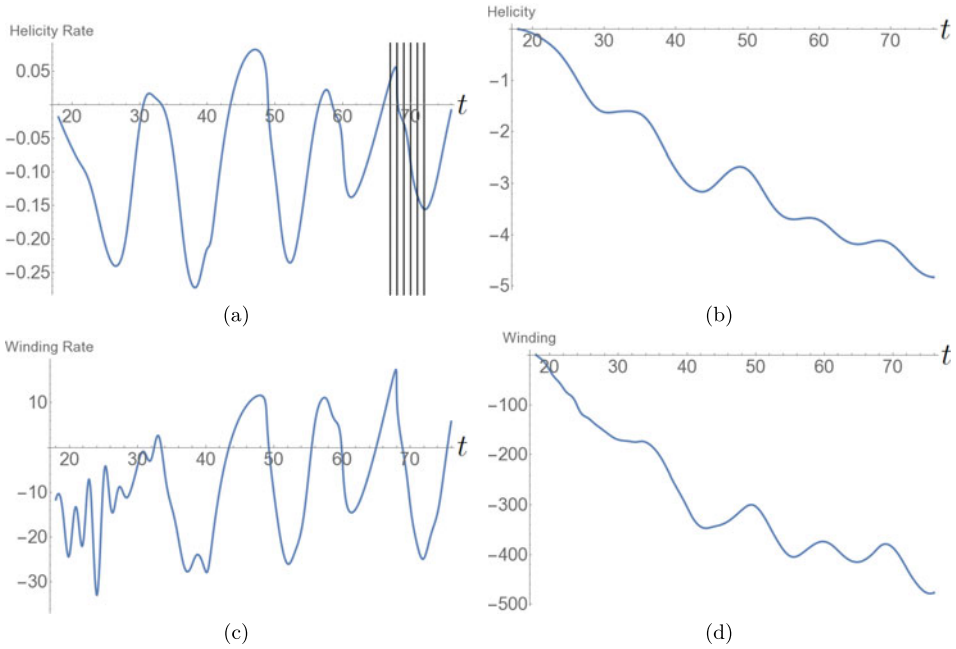 Helicity Rate
0.05
t
20 30 40 50 60 70
−0.05
−0.10
−0.15
−0.20
−0.25
(a)
Helicity
t
20 30 40 50 60 70
−1
−2
−3
−4
−5
(b)
Winding Rate
10
t
20 30 40 50 60 70
−10
−20
−30
(c)
Winding
t
20 30 40 50 60 70
−100
−200
−300
−400
−500
(d)